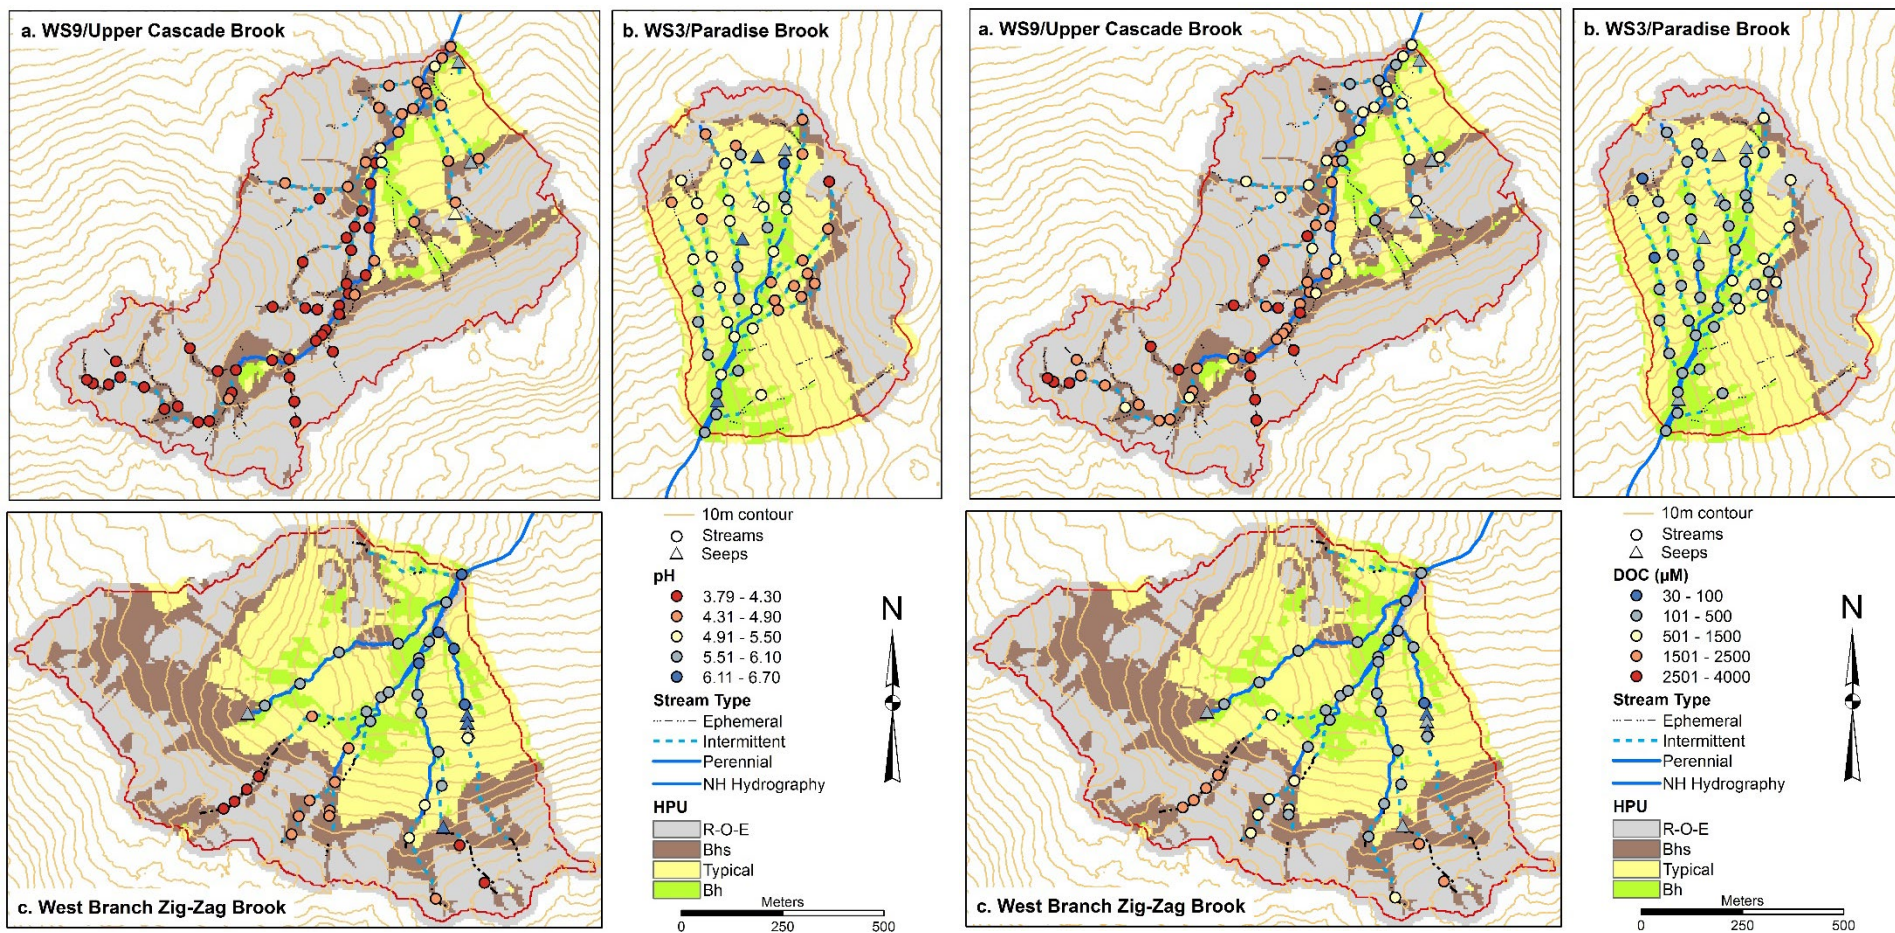 a. WS9/Upper Cascade Brook
b. WS3/Paradise Brook
10m contour
Streams
Seeps
pH
3.79 - 4.30
4.31 - 4.90
4.91 - 5.50
5.51 - 6.10
6.11 - 6.70
Stream Type
Ephemeral
Intermittent
Perennial
NH Hydrography
HPU
R-O-E
Bhs
Typical
Bh
N
Meters
0 250 500
c. West Branch Zig-Zag Brook
a. WS9/Upper Cascade Brook
b. WS3/Paradise Brook
10m contour
Streams
Seeps
DOC (µM)
30 - 100
101 - 500
501 - 1500
1501 - 2500
2501 - 4000
Stream Type
Ephemeral
Intermittent
Perennial
NH Hydrography
HPU
R-O-E
Bhs
Typical
Bh
N
Meters
0 250 500
c. West Branch Zig-Zag Brook